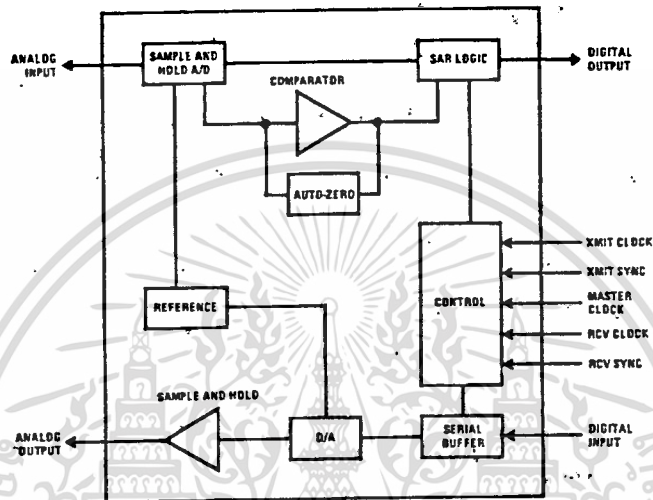 ANALOG
INPUT
SAMPLE AND
HOLD A/D
SAR LOGIC
DIGITAL
OUTPUT
COMPARATOR
AUTO-ZERO
XMIT CLOCK
XMIT SYNC
MASTER
CLOCK
RCV CLOCK
RCV SYNC
CONTROL
REFERENCE
SAMPLE AND HOLD
ANALOG
OUTPUT
D/A
SERIAL
BUFFER
DIGITAL
INPUT